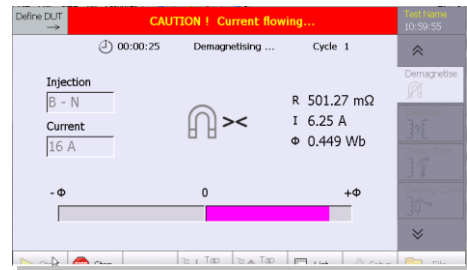 Define DUT
→
CAUTION ! Current flowing...
Test Name
10:59:55
00:00:25 Demagnetising ... Cycle 1
Demagnetise
Injection
B - N
Current
16 A
R 501.27 mΩ
I 6.25 A
Φ 0.449 Wb
- Φ 0 +Φ
Stop
Tap
Tap